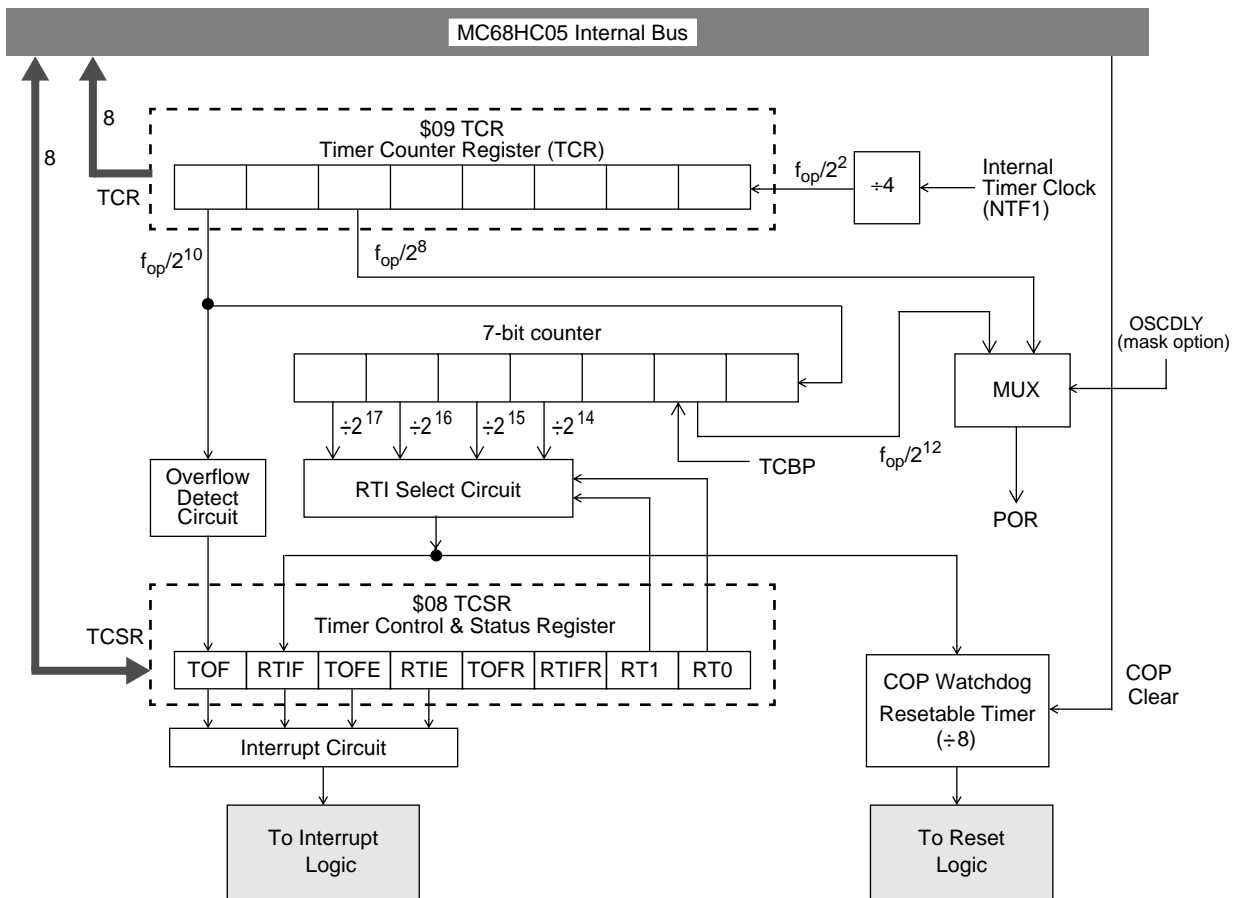 MC68HC05 Internal Bus
8
8
$09 TCR
Timer Counter Register (TCR)
TCR
fop/2^2
÷4
Internal
Timer Clock
(NTF1)
fop/2^10
fop/2^8
7-bit counter
OSCDLY
(mask option)
MUX
÷2^17
÷2^16
÷2^15
÷2^14
TCBP
fop/2^12
Overflow
Detect
Circuit
RTI Select Circuit
POR
$08 TCSR
Timer Control & Status Register
TCSR
TOF RTIF TOFE RTIE TOFR RTIFR RT1 RT0
COP Watchdog
Resetable Timer
(÷8)
COP
Clear
Interrupt Circuit
To Interrupt
Logic
To Reset
Logic